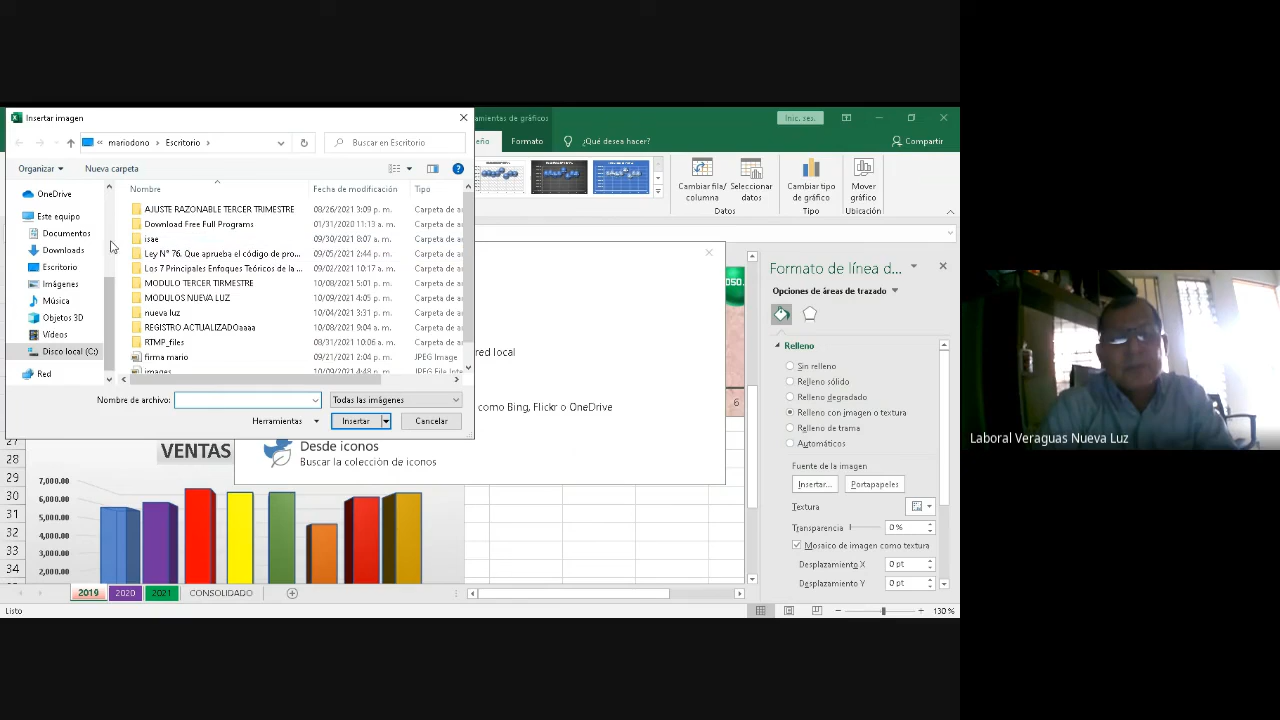 Insertar imagen
mientas de gráficos
Inic. ses.
« mariodono › Escritorio ›
Buscar en Escritorio
eño
Formato
¿Qué desea hacer?
Compartir
Organizar
Nueva carpeta
Cambiar fila/
columna
Seleccionar
datos
Cambiar tipo
de gráfico
Mover
gráfico
Datos
Tipo
Ubicación
Nombre
Fecha de modificación
Tipo
OneDrive
Este equipo
Documentos
Downloads
Escritorio
Imágenes
Música
Objetos 3D
Vídeos
Disco local (C:)
Red
AJUSTE RAZONABLE TERCER TRIMESTRE 08/26/2021 3:09 p. m. Carpeta de a
Download Free Full Programs 01/31/2020 11:13 a. m. Carpeta de a
isae 09/30/2021 8:07 a. m. Carpeta de a
Ley N° 76. Que aprueba el código de pro... 09/05/2021 2:44 p. m. Carpeta de a
Los 7 Principales Enfoques Teóricos de la ... 09/02/2021 10:17 a. m. Carpeta de a
MODULO TERCER TIRMESTRE 10/08/2021 5:01 p. m. Carpeta de a
MODULOS NUEVA LUZ 10/09/2021 4:05 p. m. Carpeta de a
nueva luz 10/04/2021 3:31 p. m. Carpeta de a
REGISTRO ACTUALIZADOaaaa 10/08/2021 9:04 a. m. Carpeta de a
RTMP_files 08/31/2021 10:06 a. m. Carpeta de a
firma mario 09/21/2021 2:04 p. m. JPEG Image
images 10/09/2021 4:48 p. m. JPEG File Int
Nombre de archivo:
Todas las imágenes
Herramientas
Insertar
Cancelar
red local
como Bing, Flickr o OneDrive
Desde iconos
Buscar la colección de iconos
6
Formato de línea d...
Opciones de áreas de trazado
Relleno
Sin relleno
Relleno sólido
Relleno degradado
Relleno con imagen o textura
Relleno de trama
Automáticos
Fuente de la imagen
Insertar...
Portapapeles
Textura
Transparencia
0 %
Mosaico de imagen como textura
Desplazamiento X
0 pt
Desplazamiento Y
0 pt
27
28
29
30
31
32
33
34
VENTAS
7,000.00
6,000.00
5,000.00
4,000.00
3,000.00
2,000.00
2019
2020
2021
CONSOLIDADO
Listo
130 %
Laboral Veraguas Nueva Luz